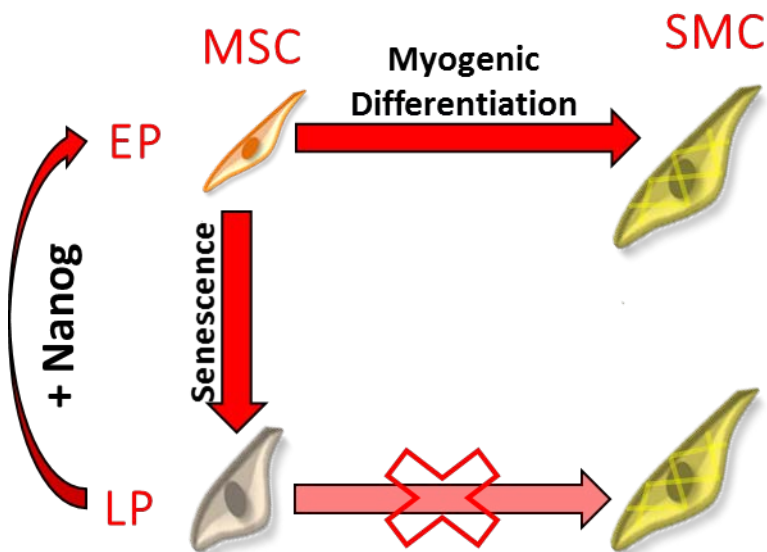 MSC
SMC
Myogenic
Differentiation
EP
+ Nanog
Senescence
LP